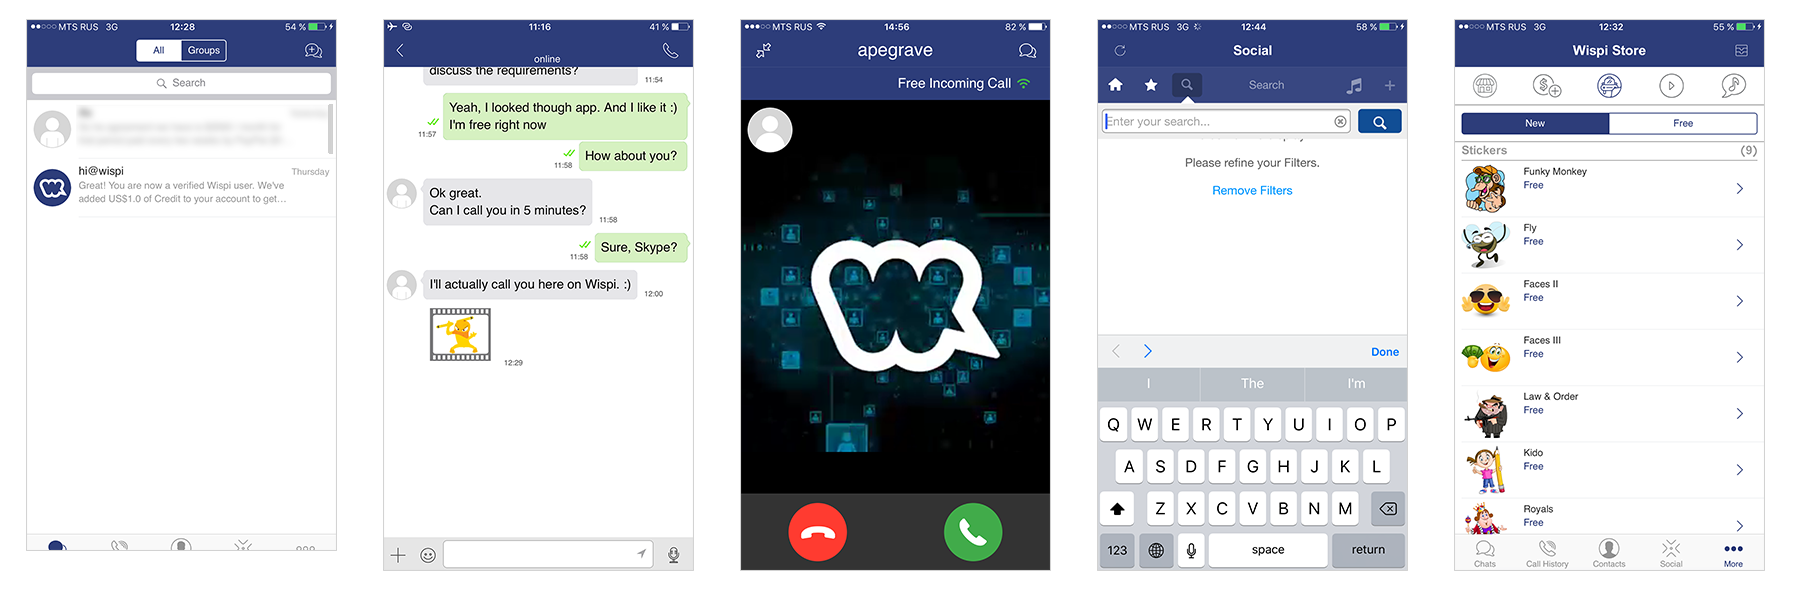 MTS RUS 3G 12:28 54 %
All Groups
Search
hi@wispi Thursday
Great! You are now a verified Wispi user. We've
added US$1.0 of Credit to your account to get...
11:16 41 %
online
discuss the requirements?
11:54
Yeah, I looked though app. And I like it :)
I'm free right now
11:57
How about you?
11:58
Ok great.
Can I call you in 5 minutes?
11:58
Sure, Skype?
11:58
I'll actually call you here on Wispi. :)
12:00
12:29
MTS RUS 14:56 82 %
apegrave
Free Incoming Call
MTS RUS 3G 12:44 58 %
Social
Search
Enter your search...
Please refine your Filters.
Remove Filters
Done
I The I'm
Q W E R T Y U I O P
A S D F G H J K L
Z X C V B N M
123 space return
MTS RUS 3G 12:32 55 %
Wispi Store
New Free
Stickers (9)
Funky Monkey
Free
Fly
Free
Faces II
Free
Faces III
Free
Law & Order
Free
Kido
Free
Royals
Free
Chats Call History Contacts Social More